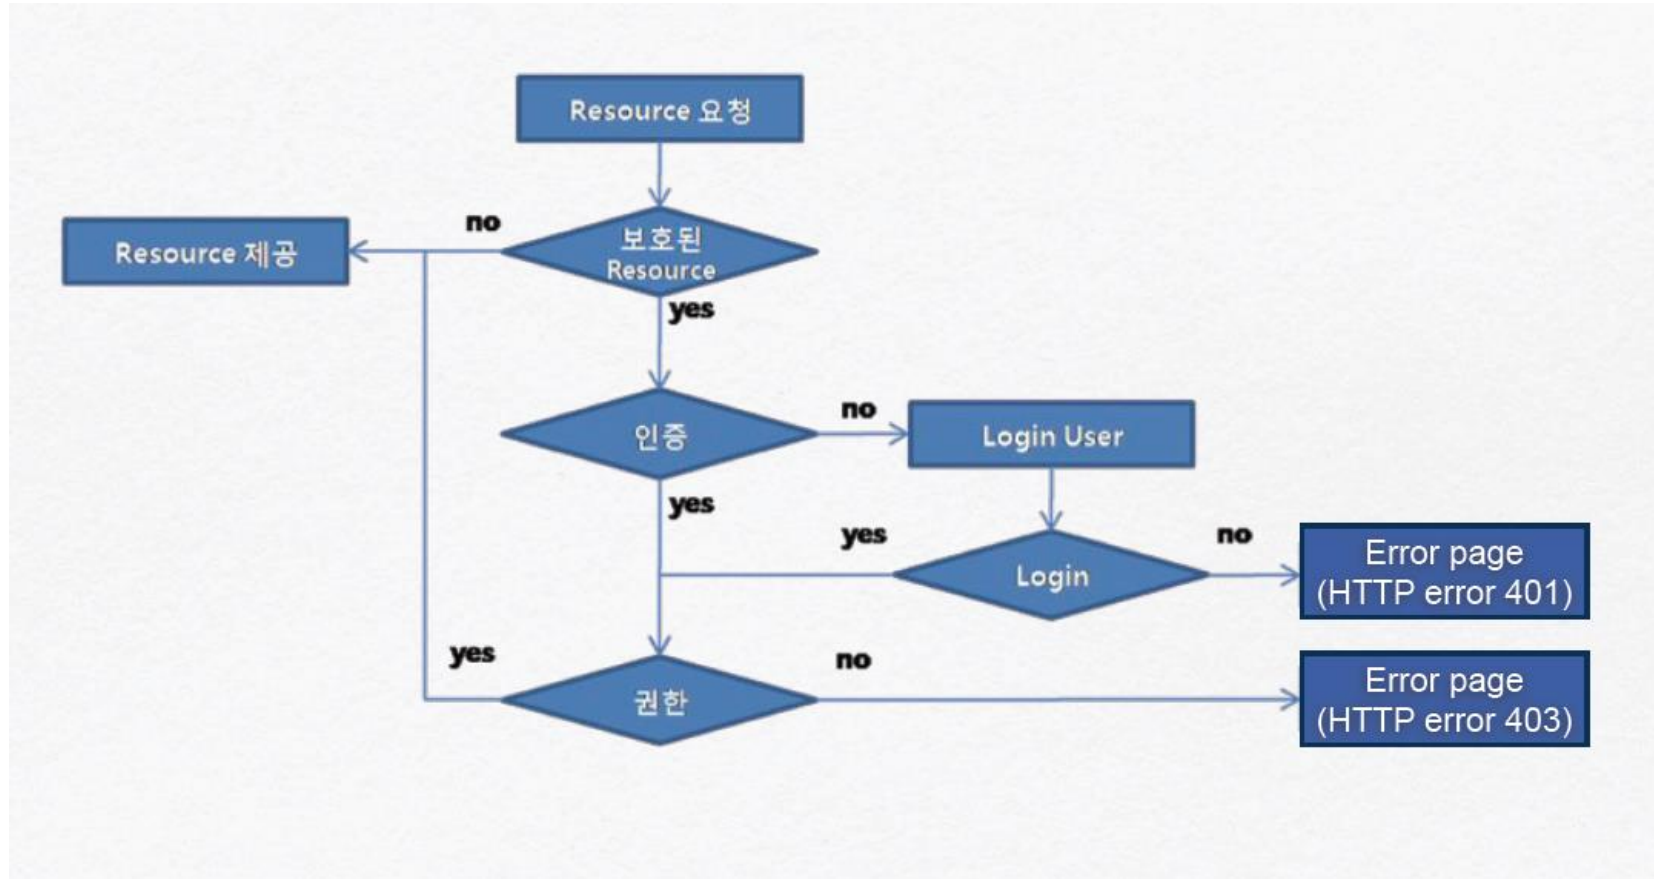 Resource 요청
no
보호된
Resource
Resource 제공
yes
인증
no
Login User
yes
yes
Login
no
Error page
(HTTP error 401)
yes
권한
no
Error page
(HTTP error 403)